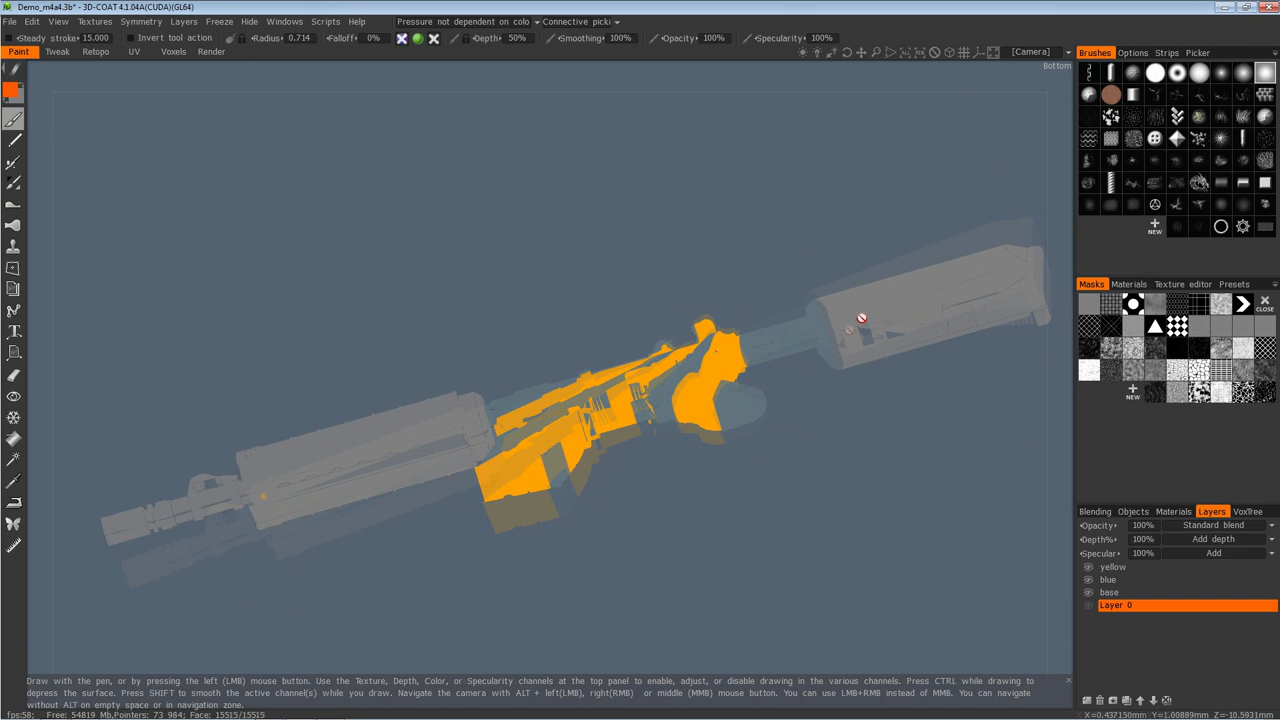 Demo_m4a4.3b* - 3D-COAT 4.1.04A(CUDA)(GL64)
File Edit View Textures Symmetry Layers Freeze Hide Windows Scripts Help Pressure not dependent on colo Connective picki
Steady stroke 15.000 Invert tool action Radius 0.714 Falloff 0% Depth 50% Smoothing 100% Opacity 100% Specularity 100%
Paint Tweak Retopo UV Voxels Render [Camera]
Brushes Options Strips Picker
Bottom
NEW
Masks Materials Texture editor Presets
CLOSE
NEW
Blending Objects Materials Layers VoxTree
Opacity 100% Standard blend
Depth% 100% Add depth
Specular 100% Add
yellow
blue
base
Layer 0
Draw with the pen, or by pressing the left (LMB) mouse button. Use the Texture, Depth, Color, or Specularity channels at the top panel to enable, adjust, or disable drawing in the various channels. Press CTRL while drawing to
depress the surface. Press SHIFT to smooth the active channel(s) while you draw. Navigate the camera with ALT + left(LMB), right(RMB) or middle (MMB) mouse button. You can use LMB+RMB instead of MMB. You can navigate
without ALT on empty space or in navigation zone.
fps:58; Free: 54819 Mb,Pointers: 73 984; Face: 15515/15515
X=0.437150mm Y=1.00889mm Z=-10.5931mm